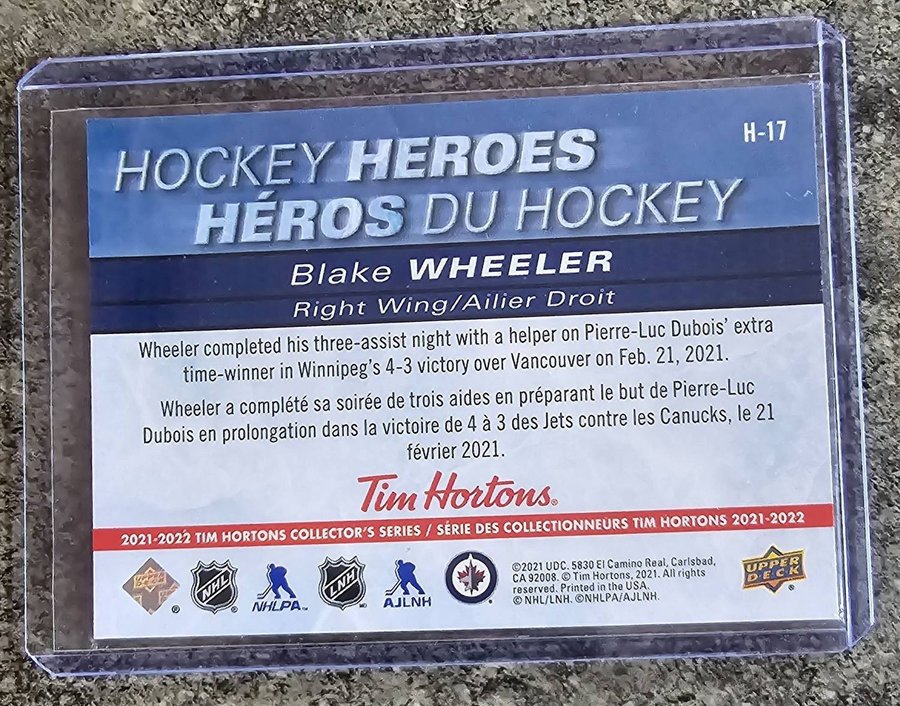 H-17
HOCKEY HEROES
HÉROS DU HOCKEY
Blake WHEELER
Right Wing/Ailier Droit
Wheeler completed his three-assist night with a helper on Pierre-Luc Dubois' extra
time-winner in Winnipeg's 4-3 victory over Vancouver on Feb. 21, 2021.
Wheeler a complété sa soirée de trois aides en préparant le but de Pierre-Luc
Dubois en prolongation dans la victoire de 4 à 3 des Jets contre les Canucks, le 21
février 2021.
Tim Hortons®
2021-2022 TIM HORTONS COLLECTOR'S SERIES / SÉRIE DES COLLECTIONNEURS TIM HORTONS 2021-2022
UPPER DECK ®
NHL ®
NHLPA™
LNH
AJLNH
®
©2021 UDC. 5830 El Camino Real, Carlsbad,
CA 92008. © Tim Hortons, 2021. All rights
reserved. Printed in the USA.
© NHL/LNH. ©NHLPA/AJLNH.
UPPER
DECK